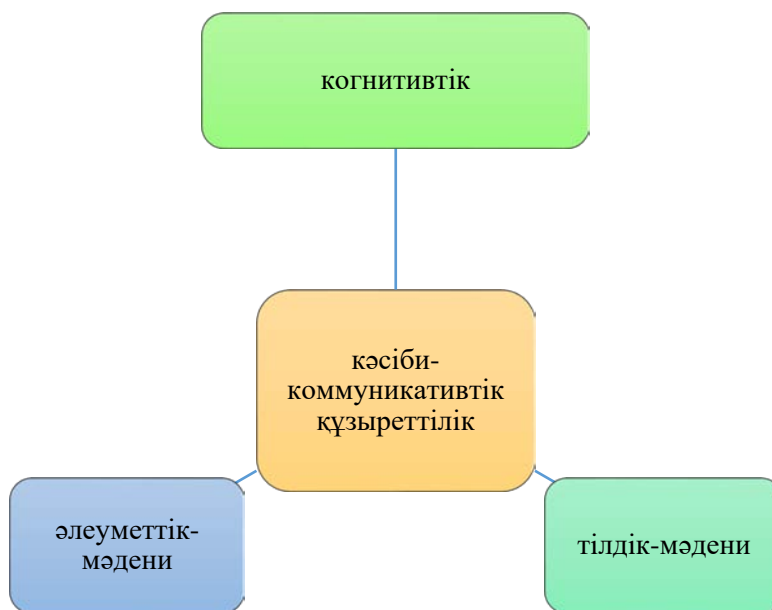 когнитивтік
кәсіби-
коммуникативтік
құзыреттілік
әлеуметтік-
мәдени
тілдік-мәдени